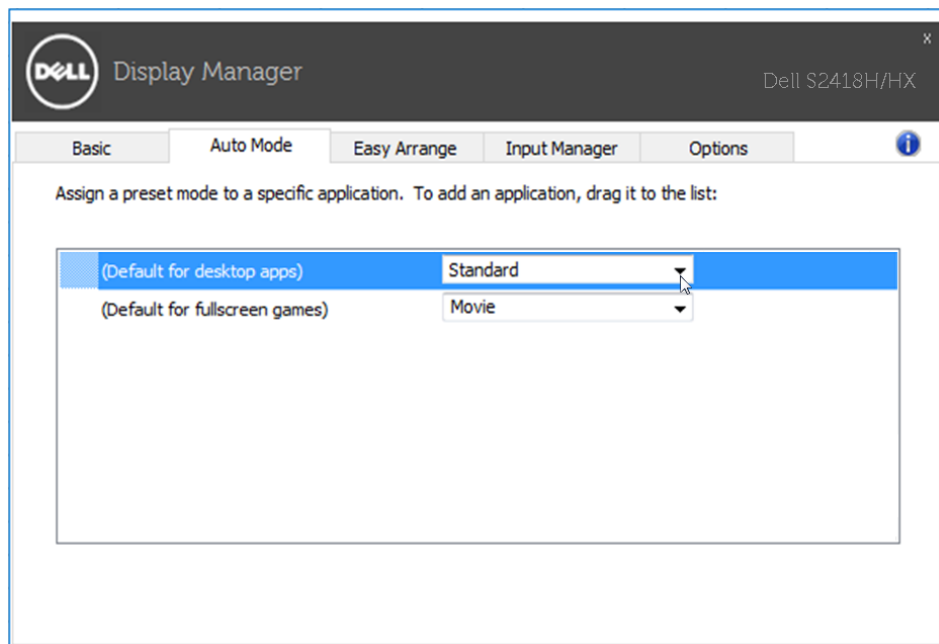 x
DELL Display Manager
Dell S2418H/HX
Basic Auto Mode Easy Arrange Input Manager Options i
Assign a preset mode to a specific application. To add an application, drag it to the list:
(Default for desktop apps) Standard
(Default for fullscreen games) Movie